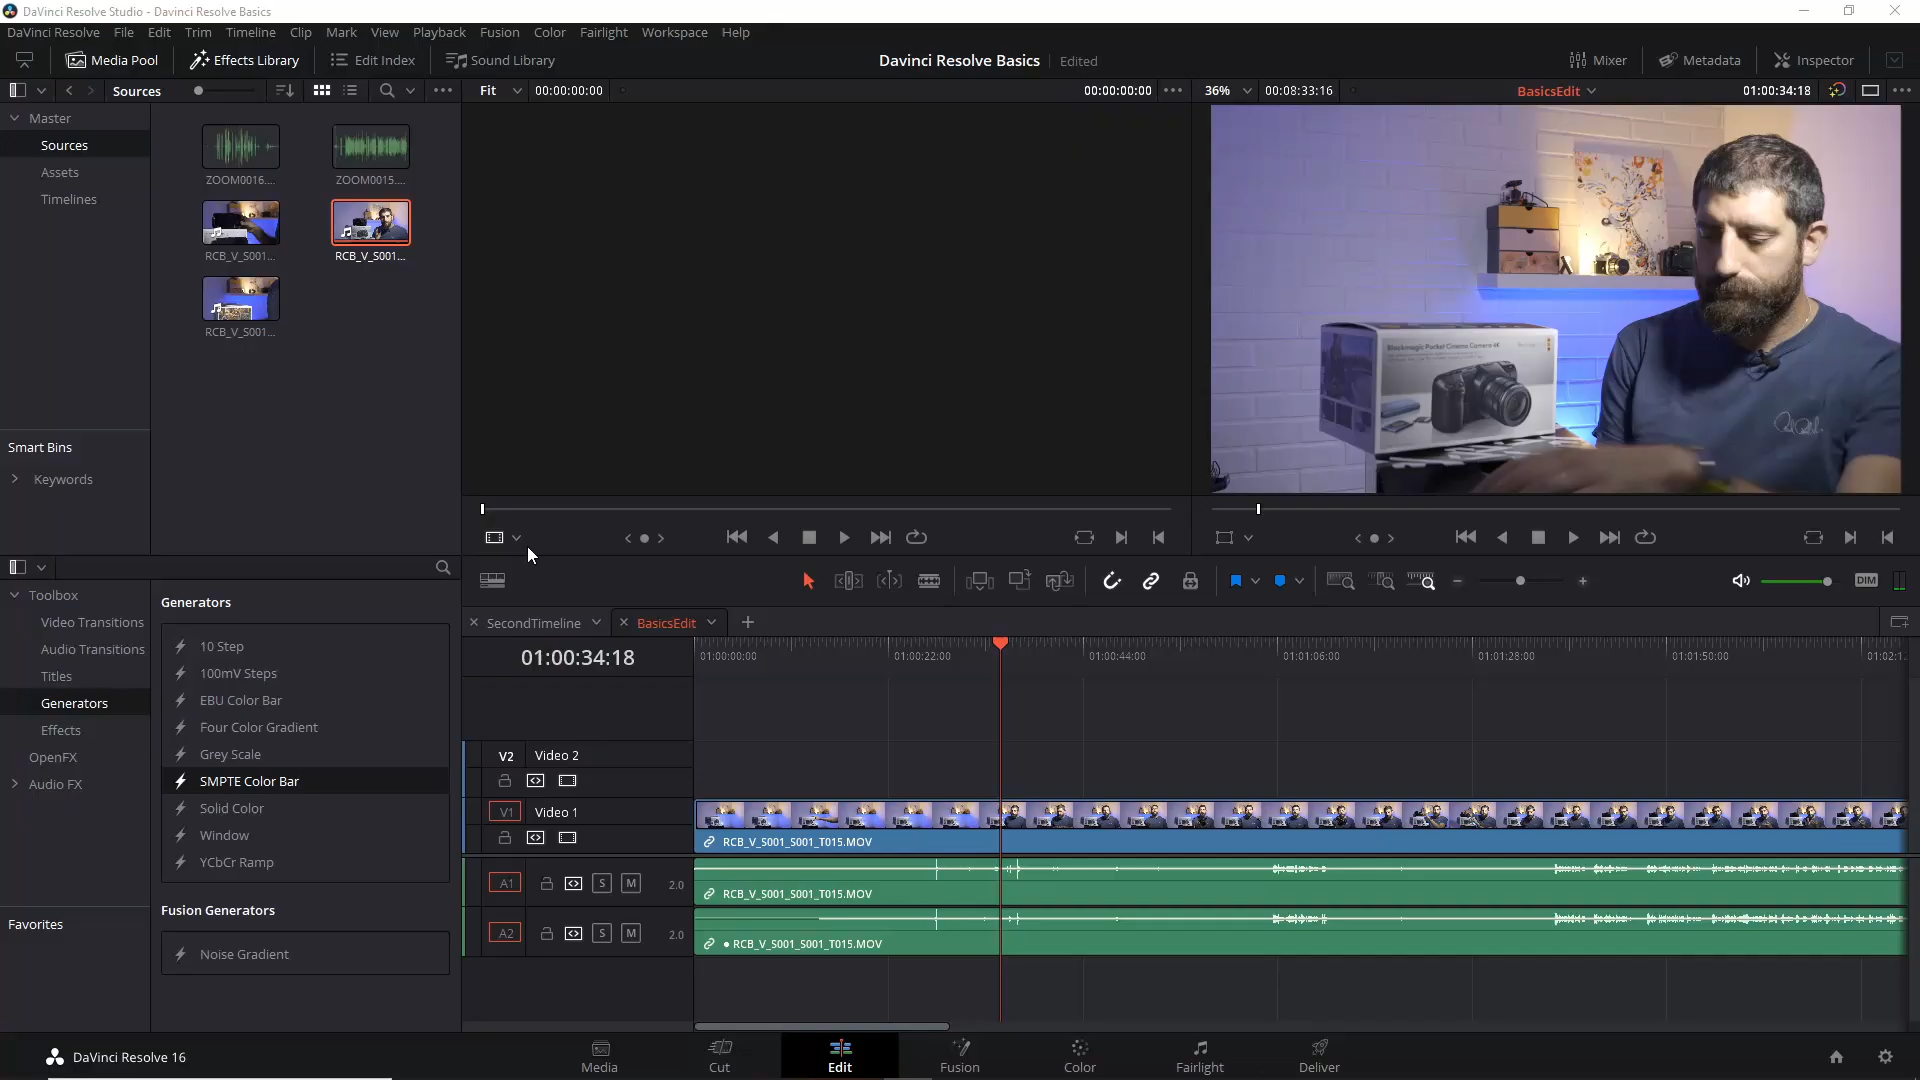 DaVinci Resolve Studio - Davinci Resolve Basics
DaVinci Resolve File Edit Trim Timeline Clip Mark View Playback Fusion Color Fairlight Workspace Help
Media Pool Effects Library Edit Index Sound Library Davinci Resolve Basics Edited Mixer Metadata Inspector
Sources Fit 00:00:00:00 00:00:00:00 36% 00:08:33:16 BasicsEdit 01:00:34:18
Master
Sources
Assets
Timelines
ZOOM0016.... ZOOM0015....
RCB_V_S001... RCB_V_S001...
RCB_V_S001...
Smart Bins
Keywords
Blackmagic Pocket Cinema Camera 4K
DIM
Toolbox
Video Transitions
Audio Transitions
Titles
Generators
Effects
OpenFX
Audio FX
Favorites
Generators
10 Step
100mV Steps
EBU Color Bar
Four Color Gradient
Grey Scale
SMPTE Color Bar
Solid Color
Window
YCbCr Ramp
Fusion Generators
Noise Gradient
SecondTimeline BasicsEdit
01:00:34:18 01:00:00:00 01:00:22:00 01:00:44:00 01:01:06:00 01:01:28:00 01:01:50:00 01:02:1
V2 Video 2
V1 Video 1
RCB_V_S001_S001_T015.MOV
A1 S M 2.0
RCB_V_S001_S001_T015.MOV
A2 S M 2.0
• RCB_V_S001_S001_T015.MOV
DaVinci Resolve 16 Media Cut Edit Fusion Color Fairlight Deliver